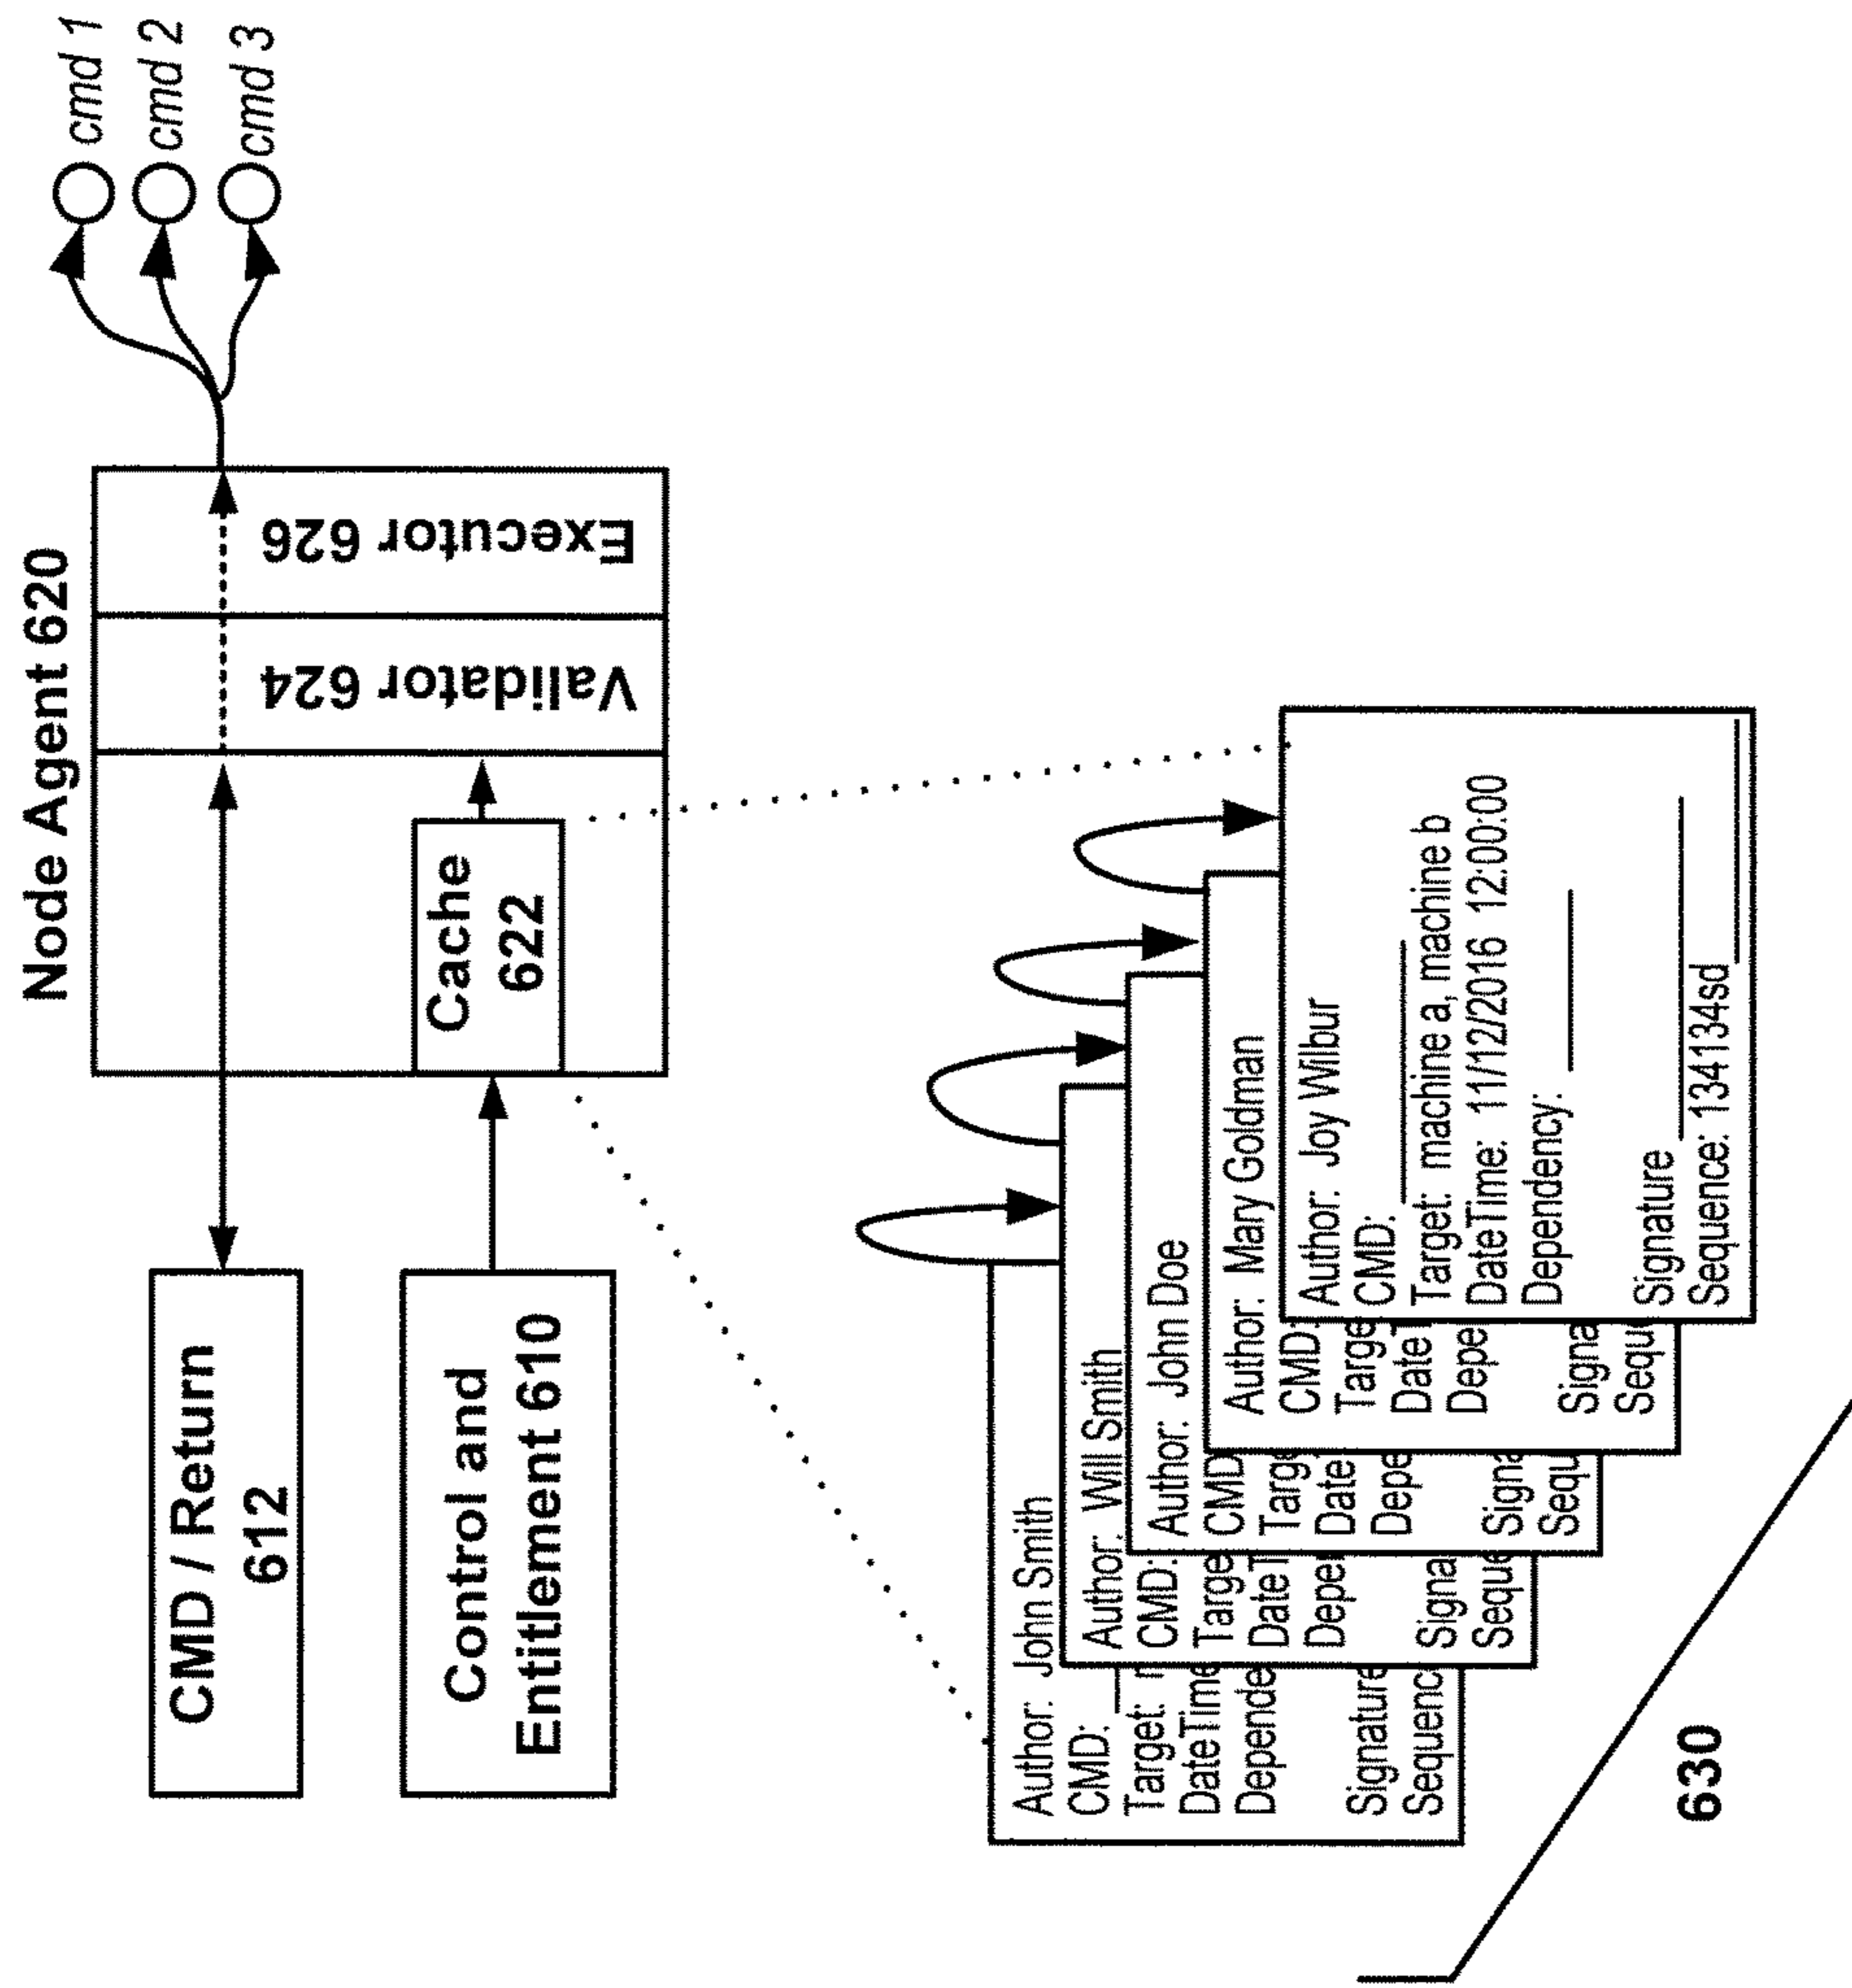 Node Agent 620
cmd 1
cmd 2
cmd 3
CMD / Return
612
Control and
Entitlement 610
Cache
622
Validator 624
Executor 626
Author: John Smith
CMD:
Target: m
DateTime
Depende
Signature
Sequenc
Author: Will Smith
CMD:
Targe
DateT
Depe
Signa
Seque
Author: John Doe
CMD
Targe
Date
Depe
Signa
Sequ
Author: Mary Goldman
CMD:
Targe
Date
Depe
Signa
Sequ
Author: Joy Wilbur
CMD:
Target: machine a, machine b
DateTime: 11/12/2016 12:00:00
Dependency:
Signature
Sequence: 134134sd
630